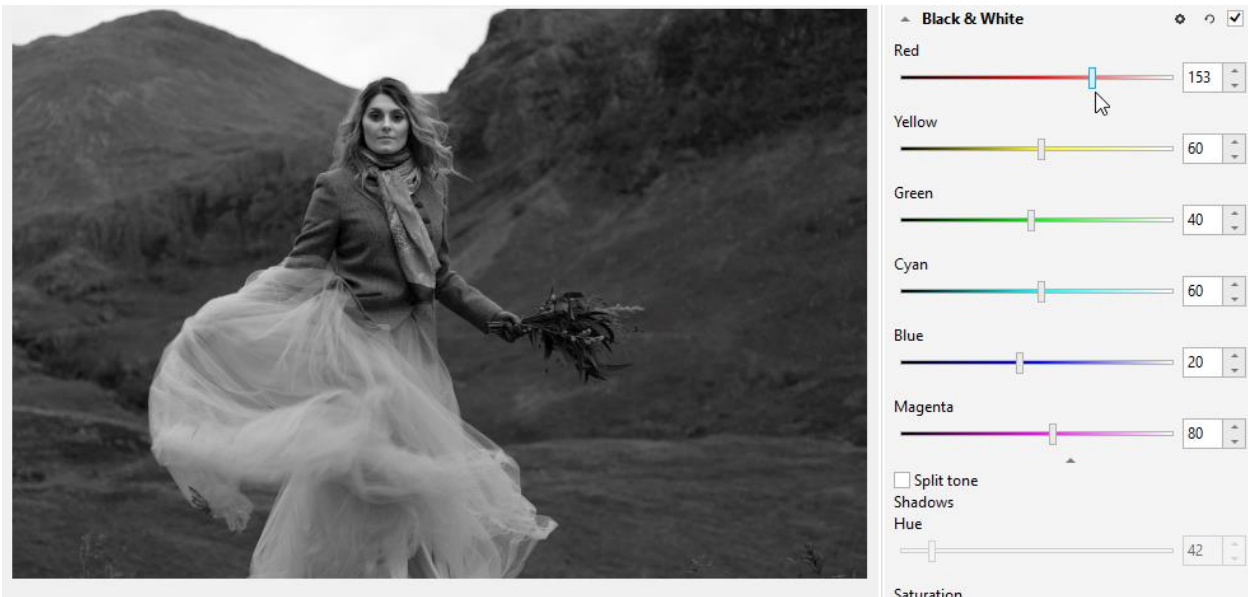 Black & White
Red
153
Yellow
60
Green
40
Cyan
60
Blue
20
Magenta
80
Split tone
Shadows
Hue
42
Saturation